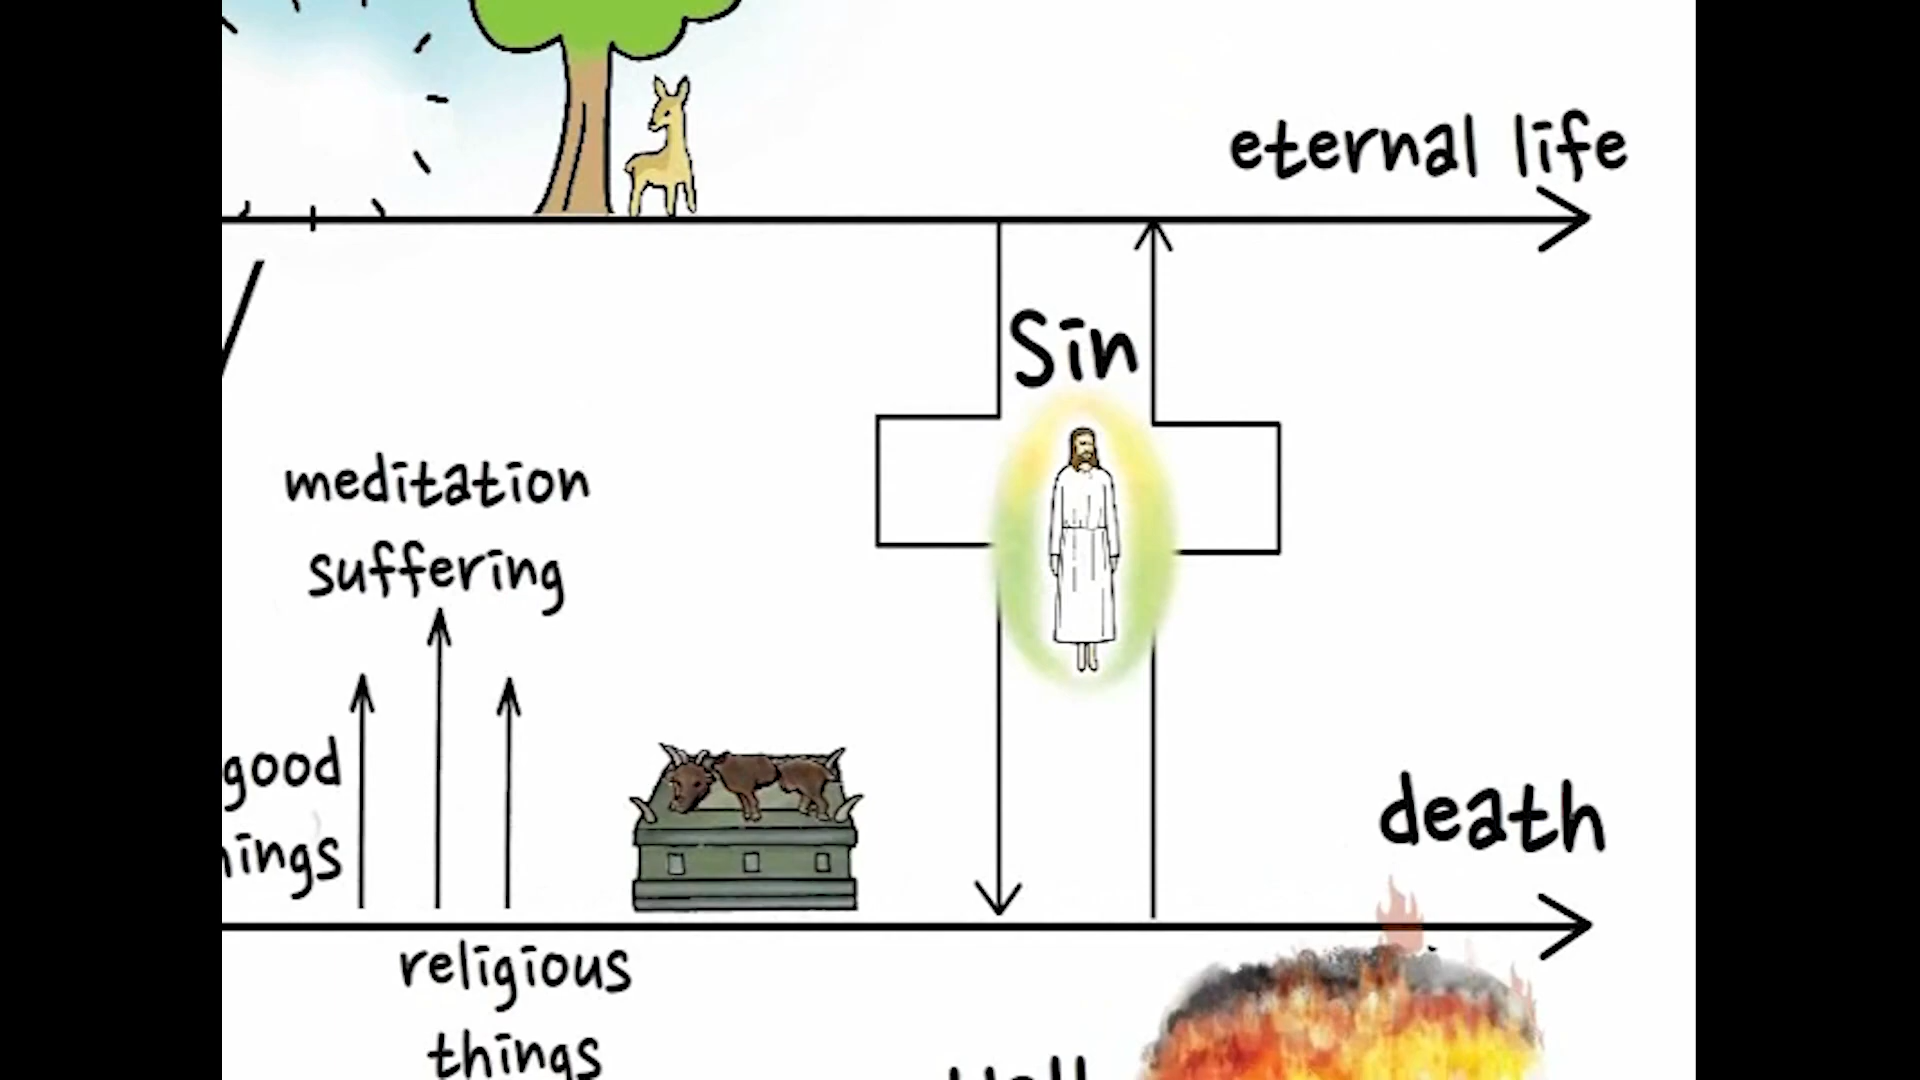 eternal life
Sin
meditation
suffering
good
death
religious
things